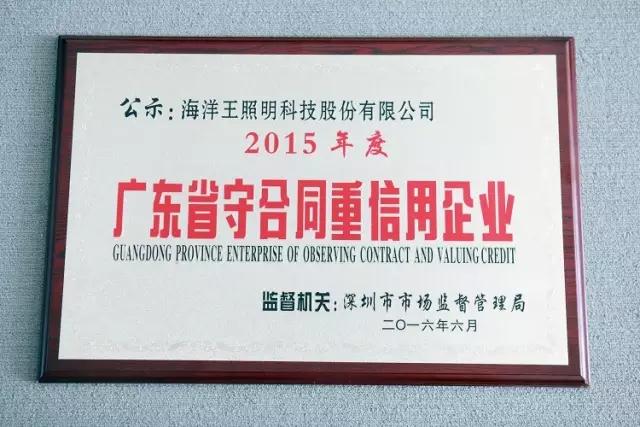 公示：海洋王照明科技股份有限公司
2015年度
广东省守合同重信用企业
GUANGDONG PROVINCE ENTERPRISE OF OBSERVING CONTRACT AND VALUING CREDIT
监督机关：深圳市市场监督管理局
二〇一六年六月